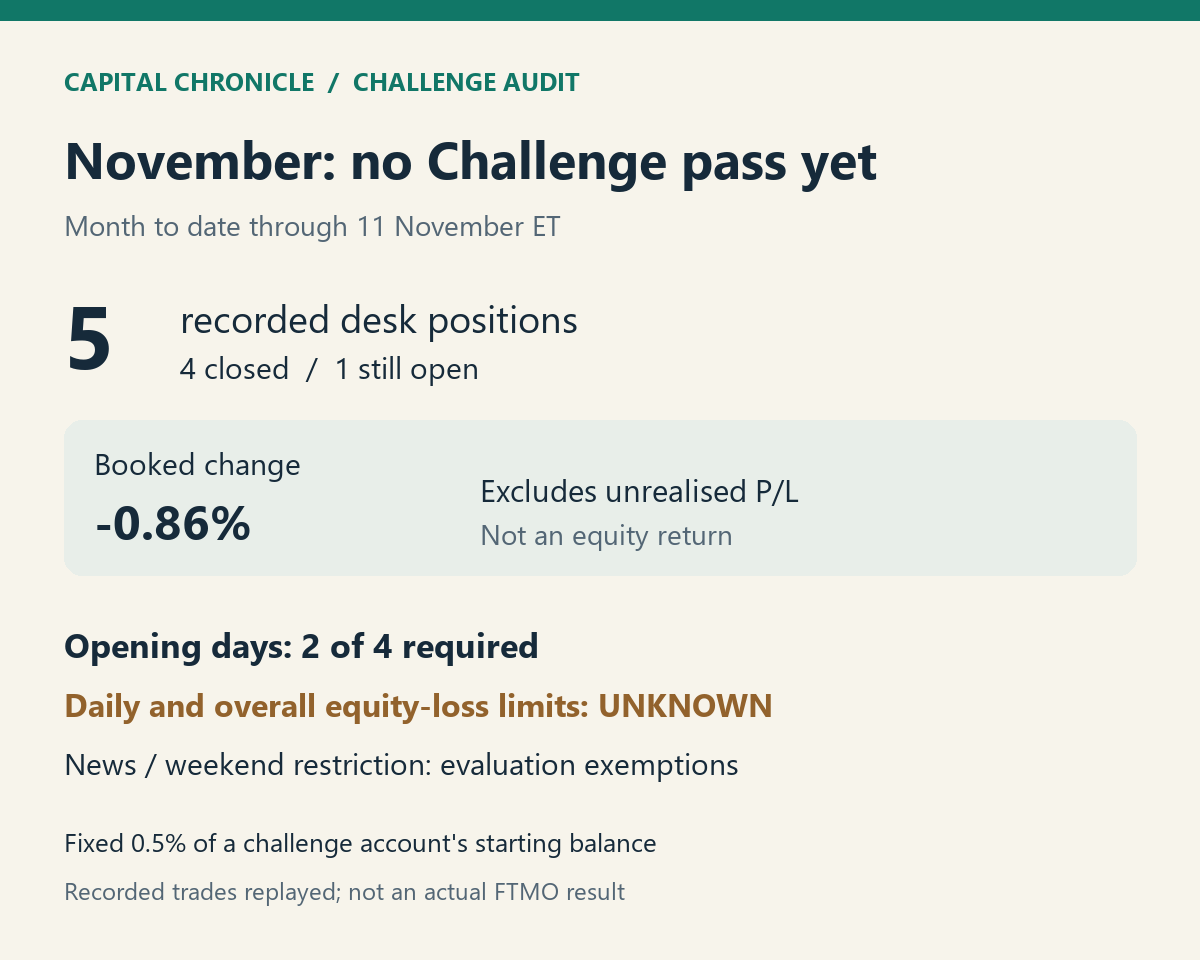 CAPITAL CHRONICLE / CHALLENGE AUDIT
November: no Challenge pass yet
Month to date through 11 November ET
5
recorded desk positions
4 closed / 1 still open
Booked change
-0.86%
Excludes unrealised P/L
Not an equity return
Opening days: 2 of 4 required
Daily and overall equity-loss limits: UNKNOWN
News / weekend restriction: evaluation exemptions
Fixed 0.5% of a challenge account's starting balance
Recorded trades replayed; not an actual FTMO result